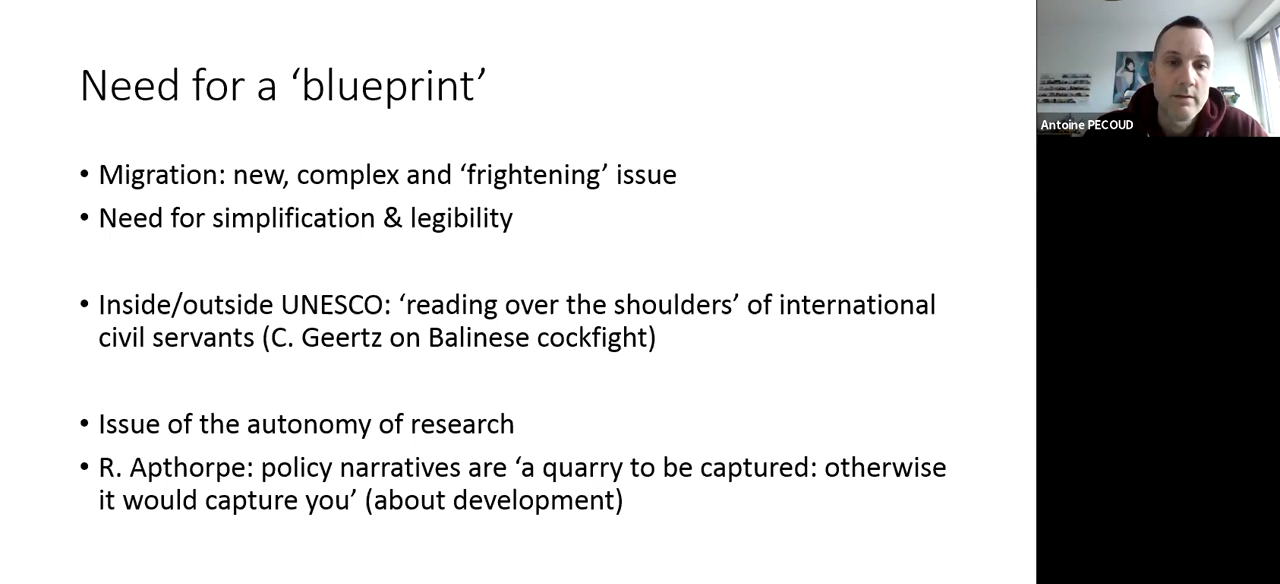 Need for a ‘blueprint’
• Migration: new, complex and ‘frightening’ issue
• Need for simplification & legibility
• Inside/outside UNESCO: ‘reading over the shoulders’ of international
civil servants (C. Geertz on Balinese cockfight)
• Issue of the autonomy of research
• R. Apthorpe: policy narratives are ‘a quarry to be captured: otherwise
it would capture you’ (about development)
Antoine PECOUD